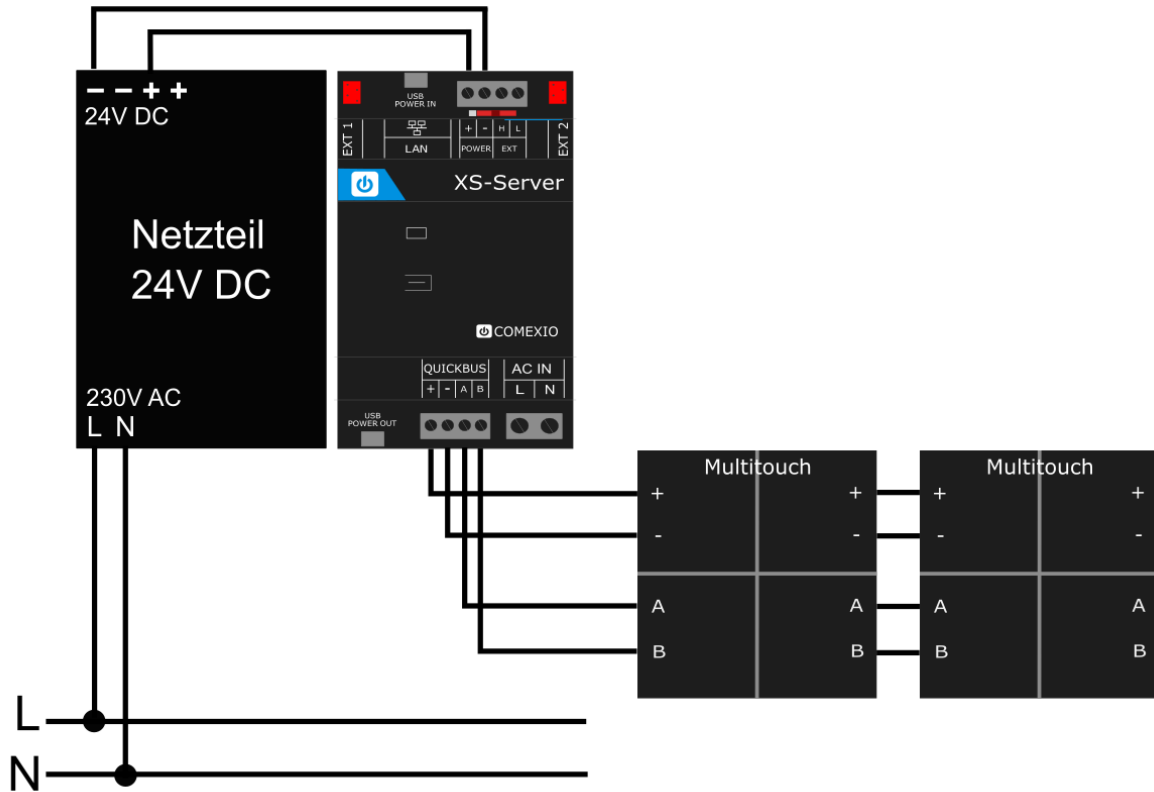 − − + +
24V DC
Netzteil
24V DC
230V AC
L N
USB
POWER IN
EXT 1
LAN
+ - H L
POWER EXT
EXT 2
XS-Server
COMEXIO
QUICKBUS
+ - A B
AC IN
L N
USB
POWER OUT
Multitouch
+ +
- -
A A
B B
Multitouch
+ +
- -
A A
B B
L
N